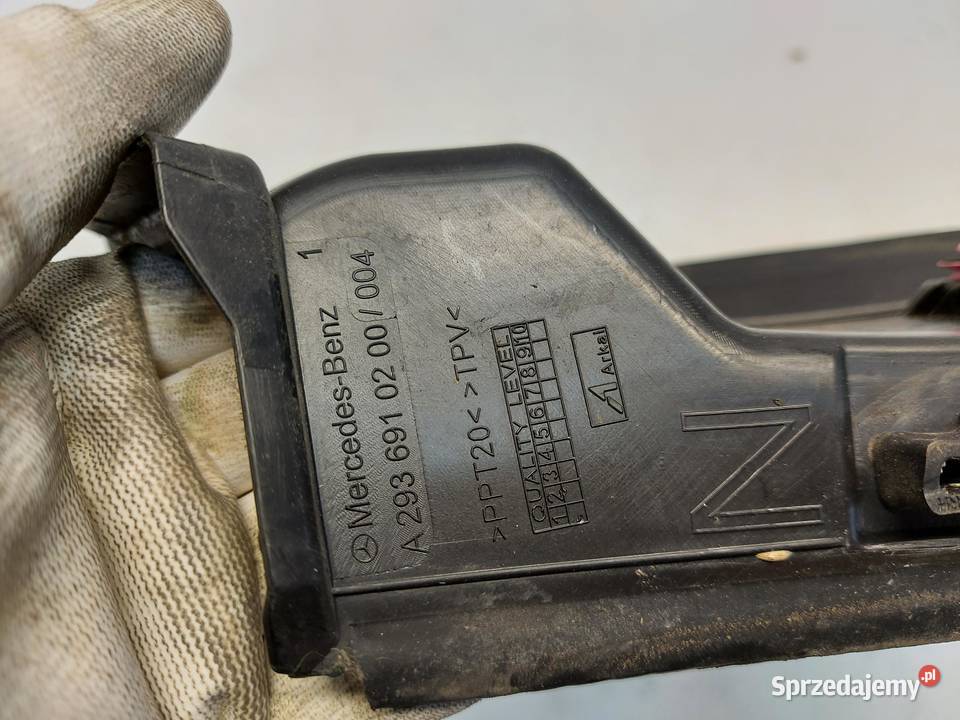 1
Mercedes-Benz
A 293 691 02 00 / 004
>PPT20< >TPV<
QUALITY LEVEL
1 2 3 4 5 6 7 8 9 10
Arkal
N
Sprzedajemy.pl